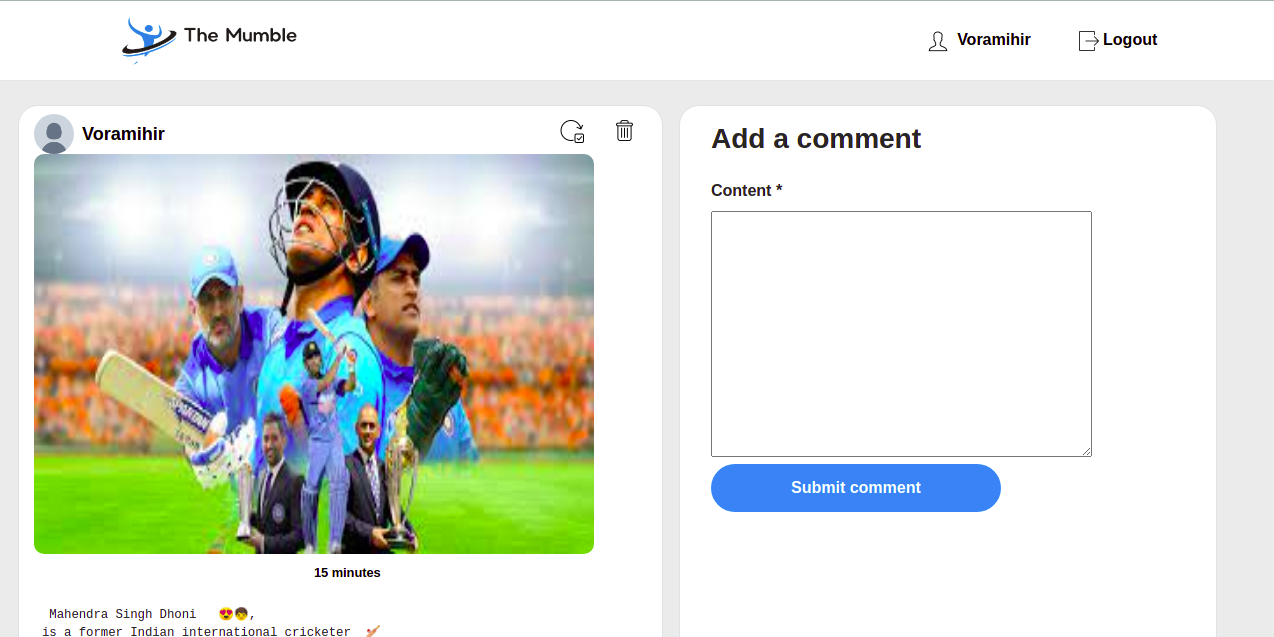 The Mumble
Voramihir
Logout
Voramihir
SPARTAN
15 minutes
Mahendra Singh Dhoni 😍👦,
is a former Indian international cricketer 🏏
Add a comment
Content *
Submit comment